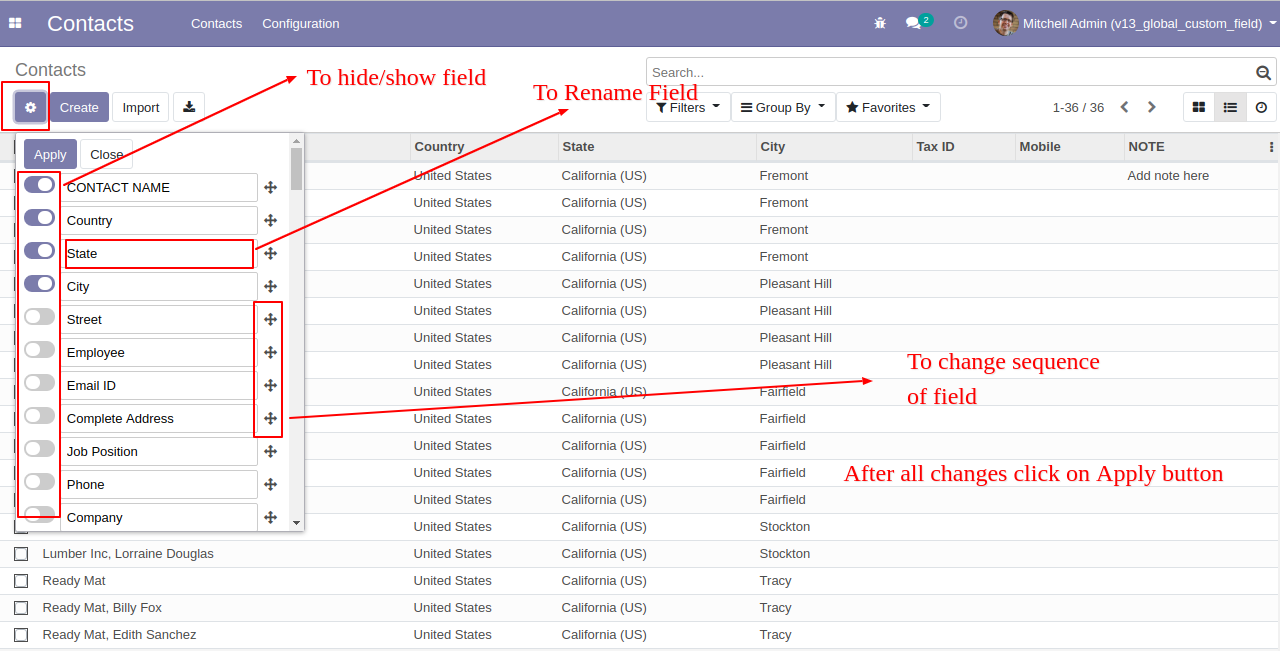 Contacts Contacts Configuration 2 Mitchell Admin (v13_global_custom_field)
Contacts
To hide/show field
Search...
To Rename Field
Create Import Filters Group By Favorites 1-36 / 36
Apply Close
Country State City Tax ID Mobile NOTE
United States California (US) Fremont Add note here
CONTACT NAME
United States California (US) Fremont
Country
United States California (US) Fremont
State
United States California (US) Fremont
City
United States California (US) Pleasant Hill
Street
United States California (US) Pleasant Hill
United States California (US) Pleasant Hill
Employee
United States California (US) Pleasant Hill
To change sequence
of field
Email ID
United States California (US) Fairfield
Complete Address
United States California (US) Fairfield
Job Position
United States California (US) Fairfield
United States California (US) Fairfield
After all changes click on Apply button
Phone
United States California (US) Fairfield
Company
United States California (US) Stockton
Lumber Inc, Lorraine Douglas United States California (US) Stockton
Ready Mat United States California (US) Tracy
Ready Mat, Billy Fox United States California (US) Tracy
Ready Mat, Edith Sanchez United States California (US) Tracy